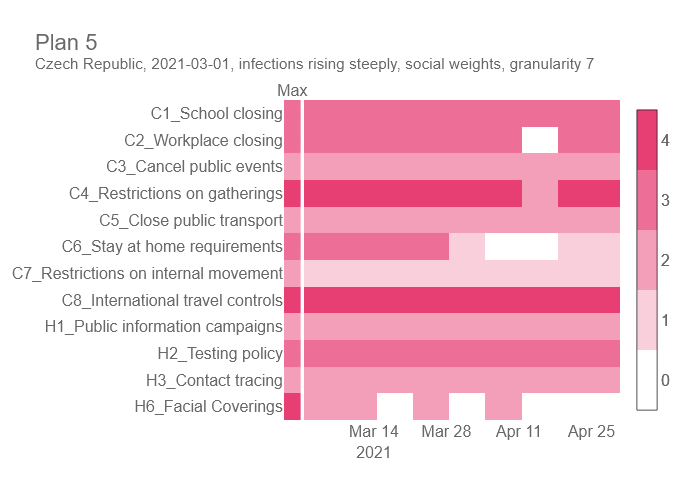 Plan 5
Czech Republic, 2021-03-01, infections rising steeply, social weights, granularity 7
Max
C1_School closing
C2_Workplace closing
C3_Cancel public events
C4_Restrictions on gatherings
C5_Close public transport
C6_Stay at home requirements
C7_Restrictions on internal movement
C8_International travel controls
H1_Public information campaigns
H2_Testing policy
H3_Contact tracing
H6_Facial Coverings
Mar 14
2021
Mar 28
Apr 11
Apr 25
4
3
2
1
0